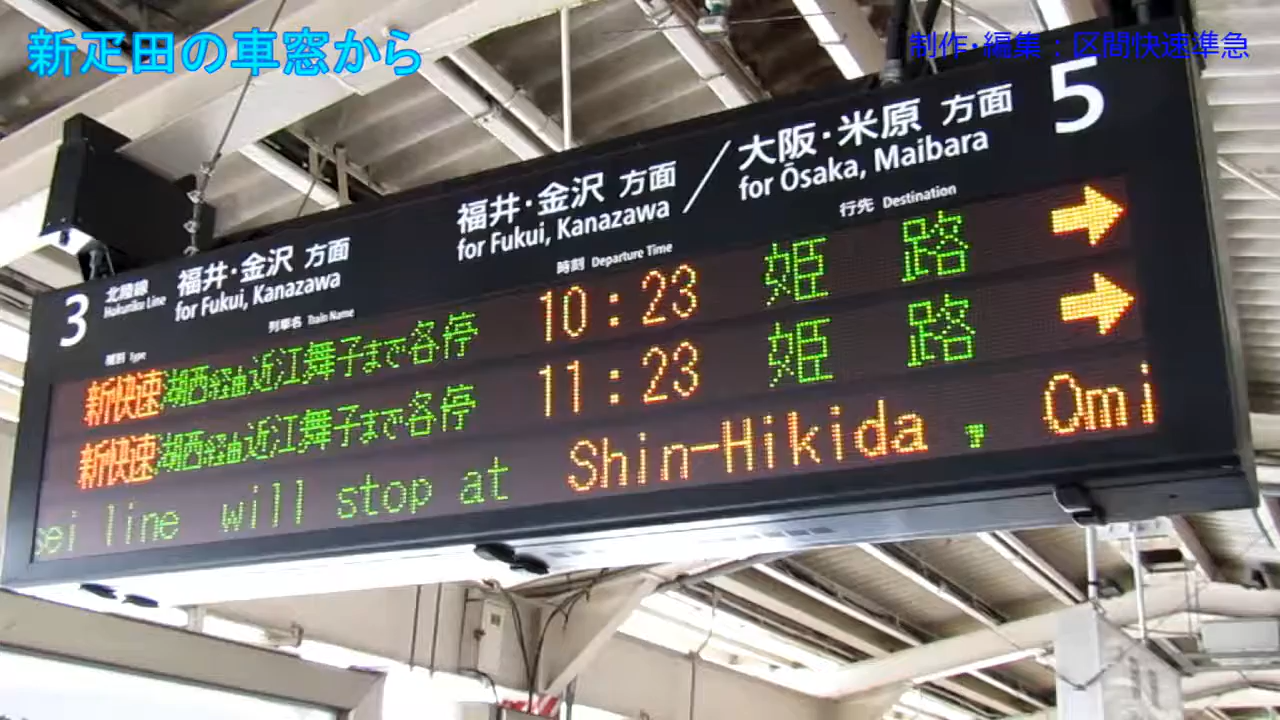 新疋田の車窓から
制作・編集：区間快速準急
3 北陸線 福井・金沢 方面
Hokuriku Line for Fukui, Kanazawa
福井・金沢 方面 / 大阪・米原 方面 5
for Fukui, Kanazawa for Ōsaka, Maibara
種別 Type 列車名 Train Name 時刻 Departure Time 行先 Destination
新快速 湖西経由近江舞子まで各停 10:23 姫路 →
新快速 湖西経由近江舞子まで各停 11:23 姫路 →
sei line will stop at Shin-Hikida, Omi